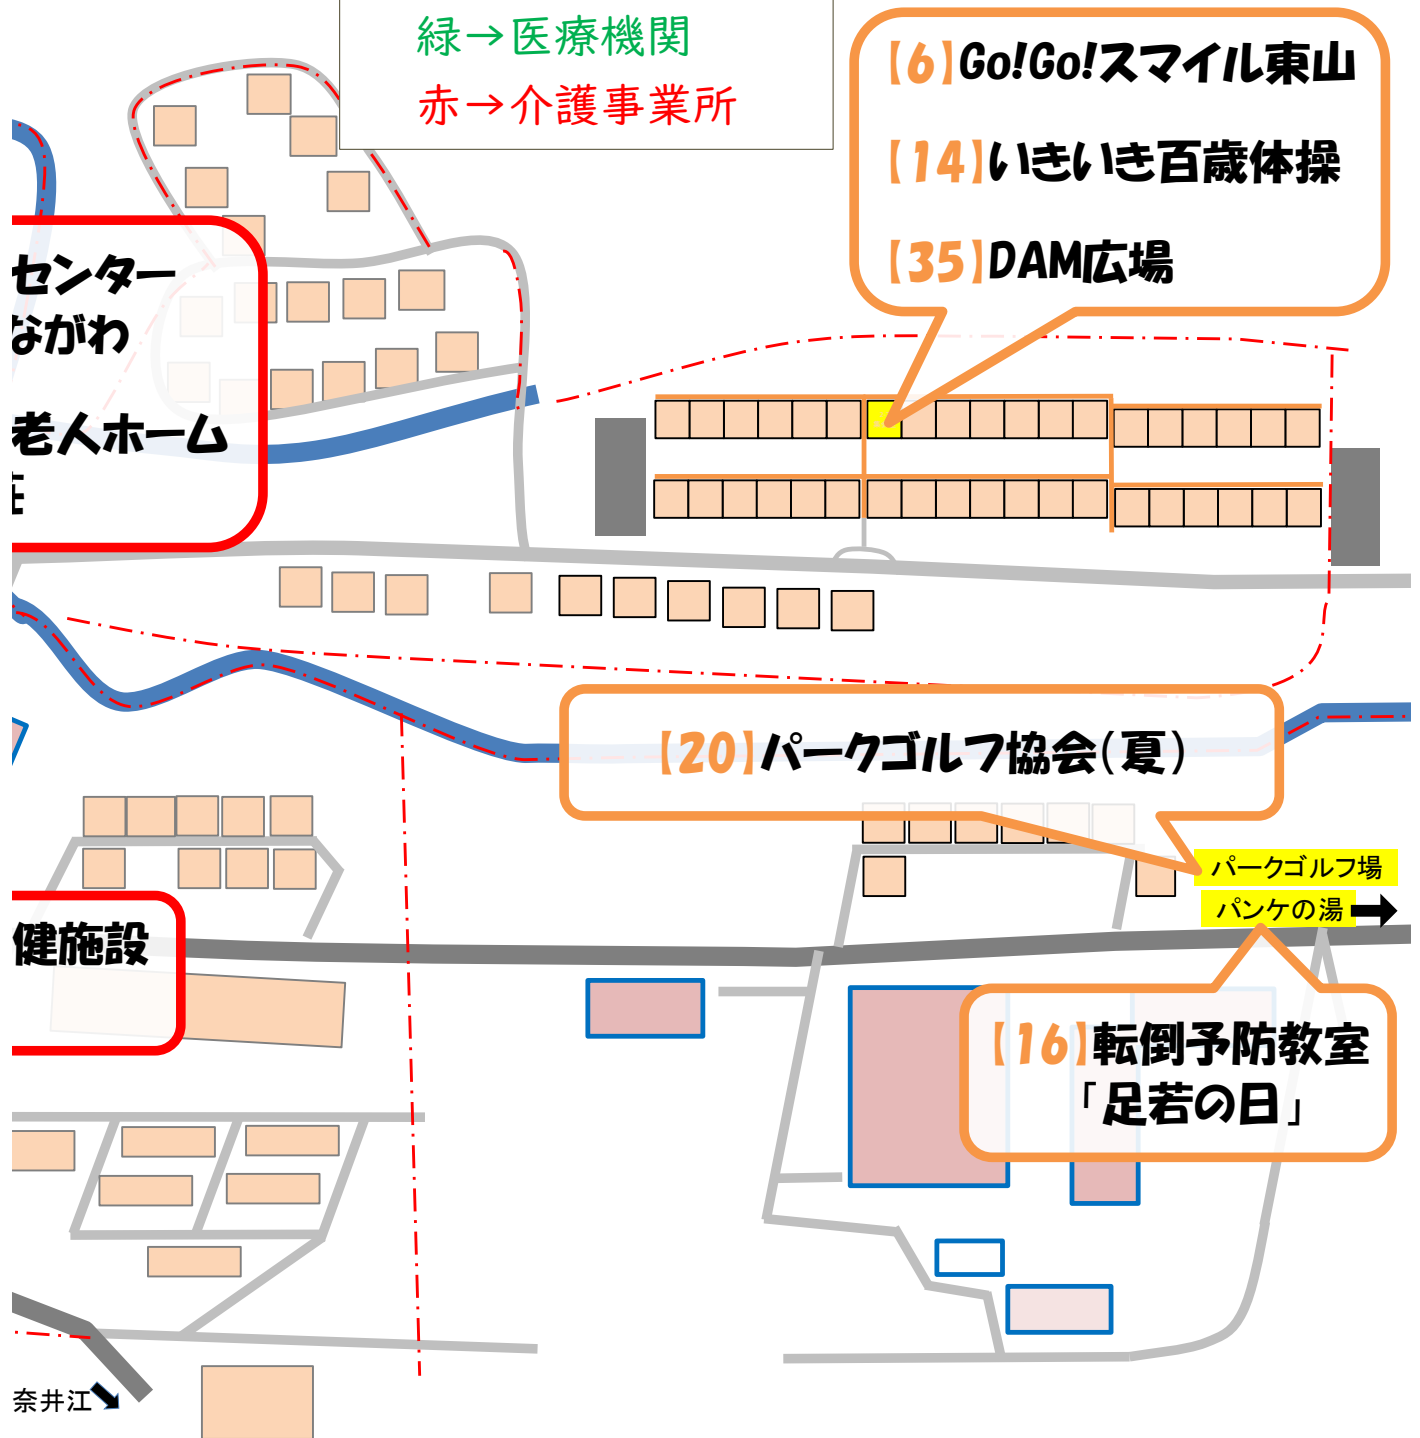 緑→医療機関
赤→介護事業所
【6】Go!Go!スマイル東山
【14】いきいき百歳体操
【35】DAM広場
センター
ながわ
老人ホーム
荘
【20】パークゴルフ協会(夏)
パークゴルフ場
パンケの湯
健施設
【16】転倒予防教室
「足若の日」
奈井江